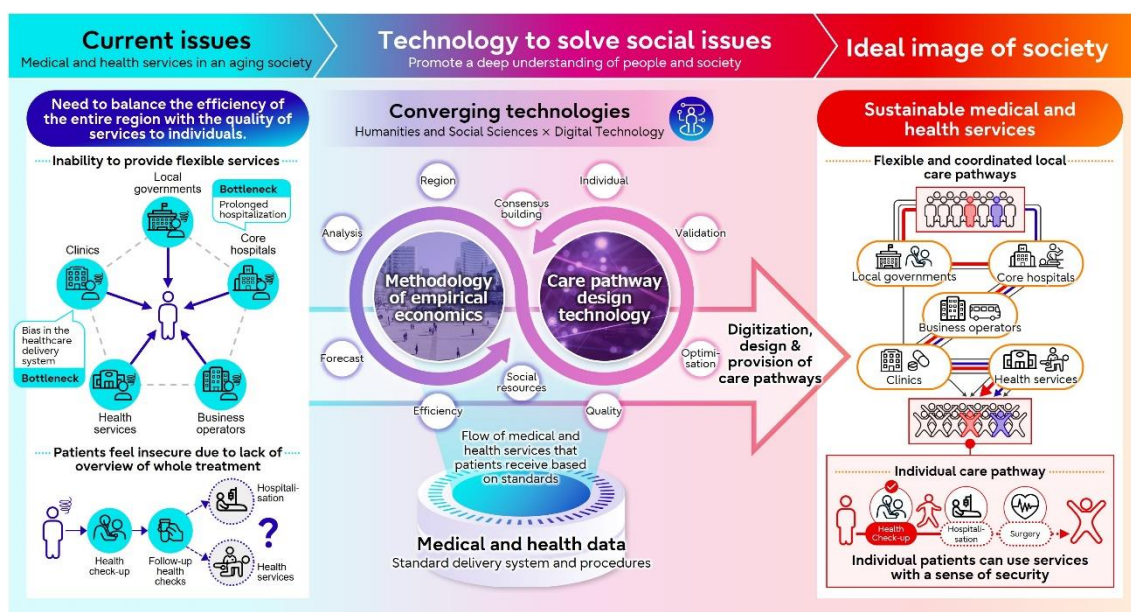 Current issues
Medical and health services in an aging society
Technology to solve social issues
Promote a deep understanding of people and society
Ideal image of society
Need to balance the efficiency of
the entire region with the quality of
services to individuals.
Inability to provide flexible services
Local
governments
Bottleneck
Prolonged
hospitalization
Clinics
Core
hospitals
Bias in the
healthcare
delivery
system
Bottleneck
Health
services
Business
operators
Patients feel insecure due to lack of
overview of whole treatment
Hospitali-
sation
?
Health
check-up
Follow-up
health
checks
Health
services
Converging technologies
Humanities and Social Sciences × Digital Technology
Region
Individual
Consensus
building
Analysis
Validation
Methodology
of empirical
economics
Care pathway
design
technology
Forecast
Optimi-
sation
Social
resources
Efficiency
Quality
Flow of medical and
health services that
patients receive based
on standards
Medical and health data
Standard delivery system and procedures
Digitization,
design &
provision of
care pathways
Sustainable medical and
health services
Flexible and coordinated local
care pathways
Local governments
Core hospitals
Business operators
Clinics
Health services
Individual care pathway
Health
Check-up
Hospitali-
sation
Surgery
Individual patients can use services
with a sense of security